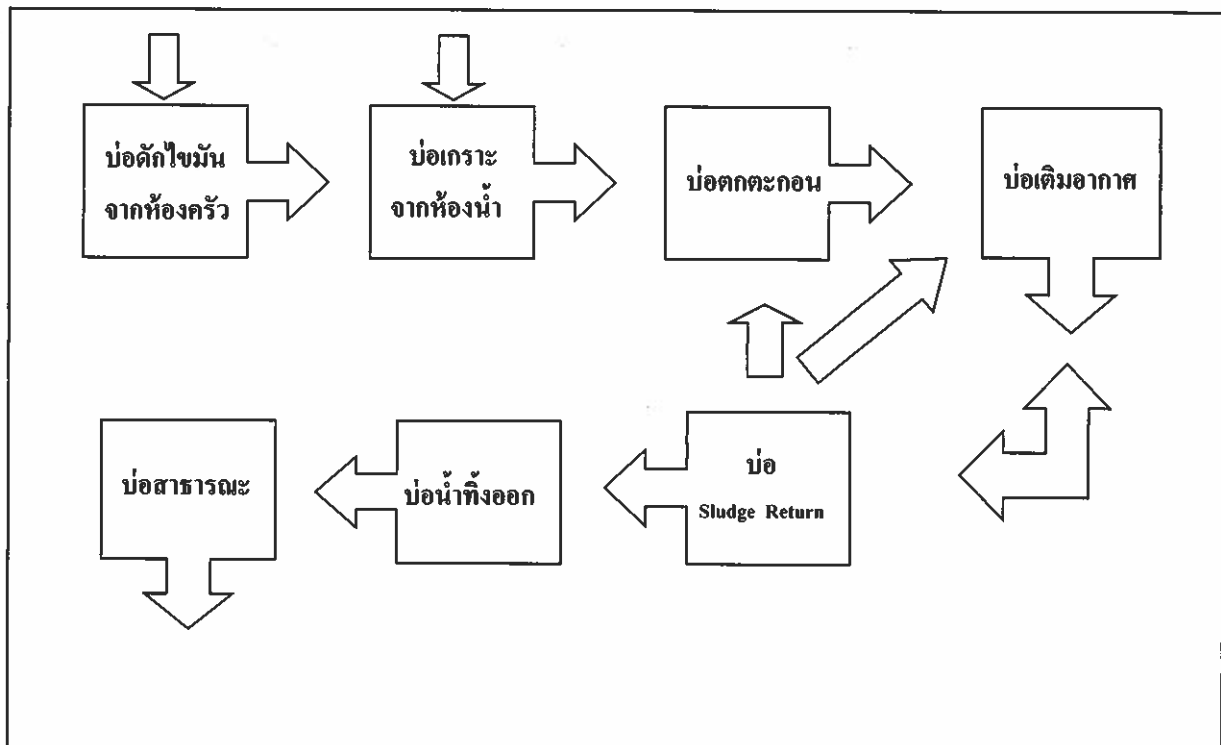 บ่อดักไขมัน
จากห้องครัว
บ่อเกราะ
จากห้องน้ำ
บ่อตกตะกอน
บ่อเติมอากาศ
บ่อสาธารณะ
บ่อน้ำทิ้งออก
บ่อ
Sludge Return